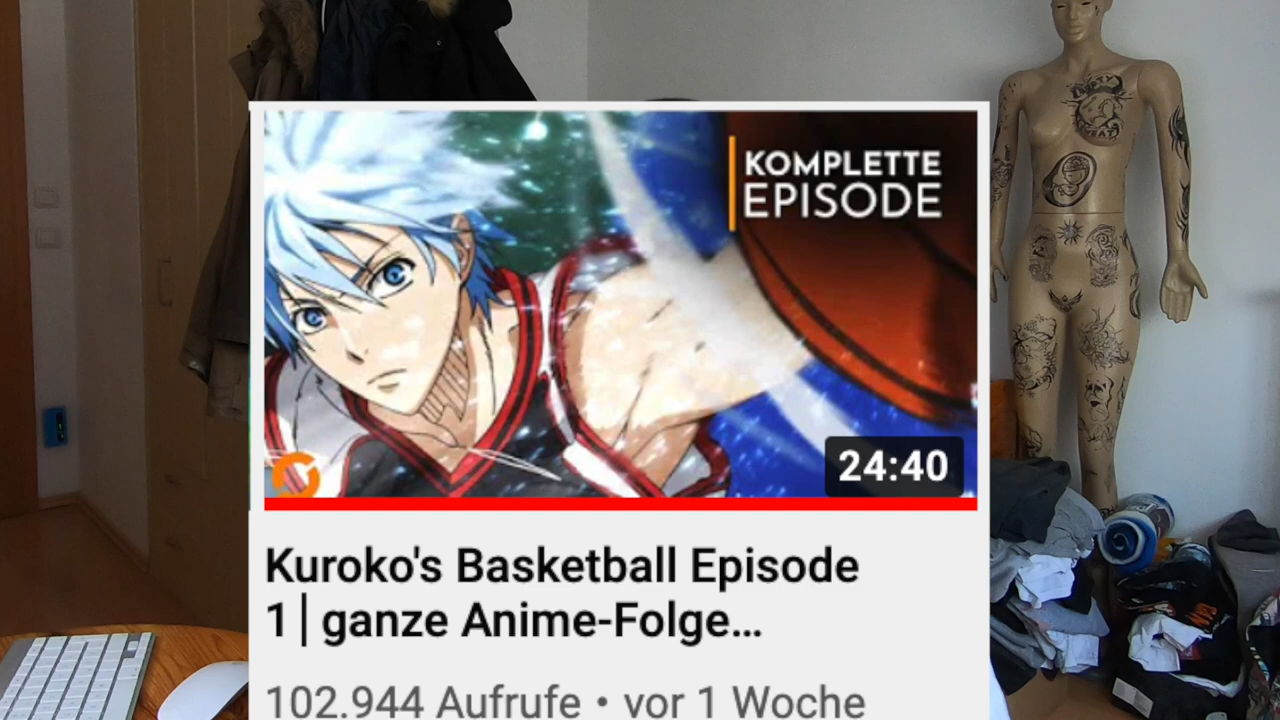 KOMPLETTE
EPISODE
24:40
Kuroko's Basketball Episode
1│ganze Anime-Folge…
102.944 Aufrufe • vor 1 Woche